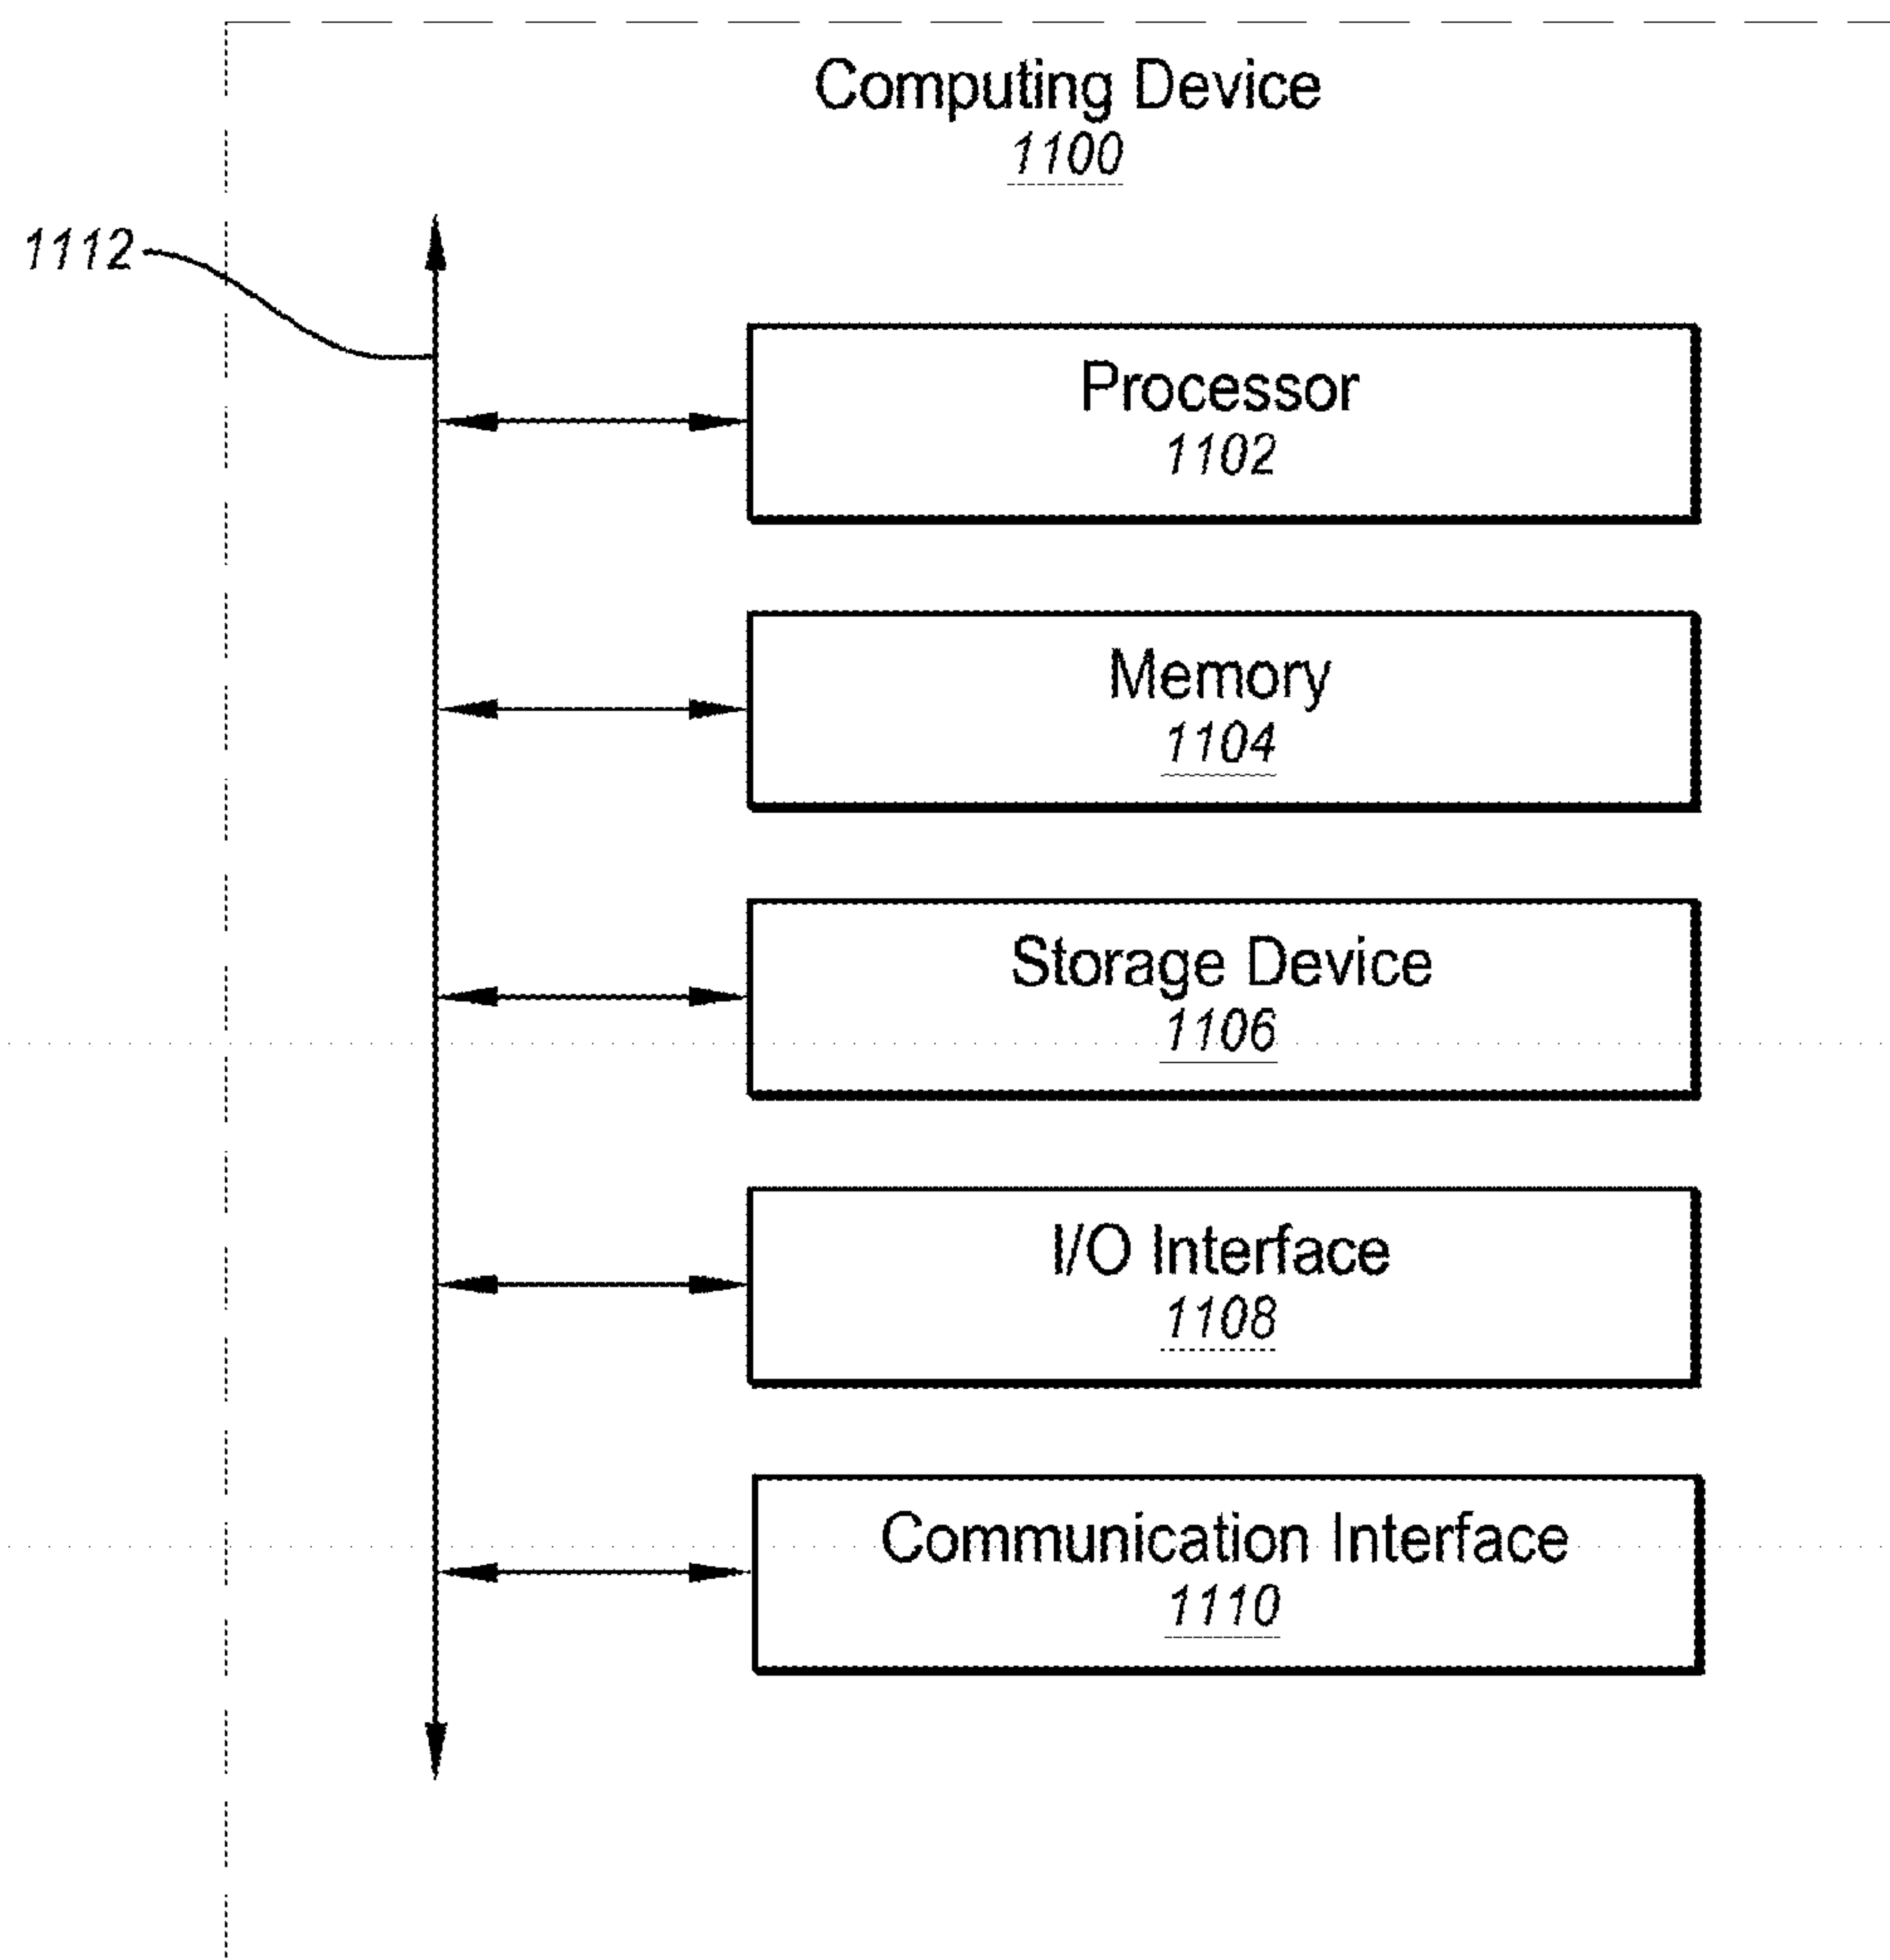 Computing Device
1100
1112
Processor
1102
Memory
1104
Storage Device
1106
I/O Interface
1108
Communication Interface
1110